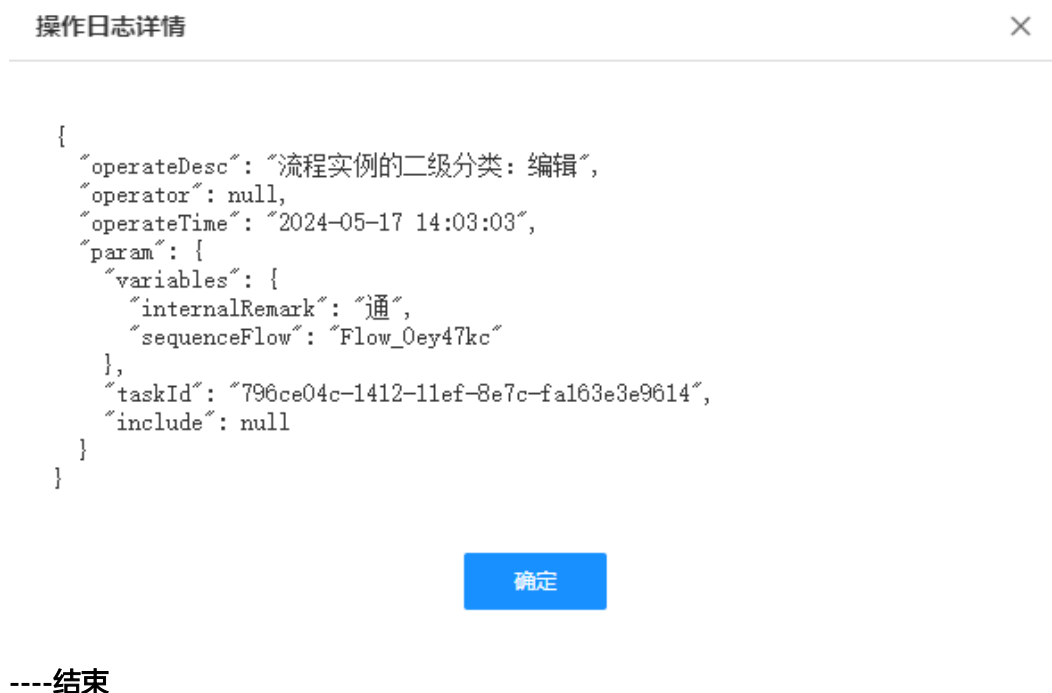 操作日志详情
{
"operateDesc": "流程实例的二级分类：编辑",
"operator": null,
"operateTime": "2024-05-17 14:03:03",
"param": {
"variables": {
"internalRemark": "通",
"sequenceFlow": "Flow_0ey47kc"
},
"taskId": "796ce04c-1412-11ef-8e7c-fa163e3e9614",
"include": null
}
}
确定
----结束